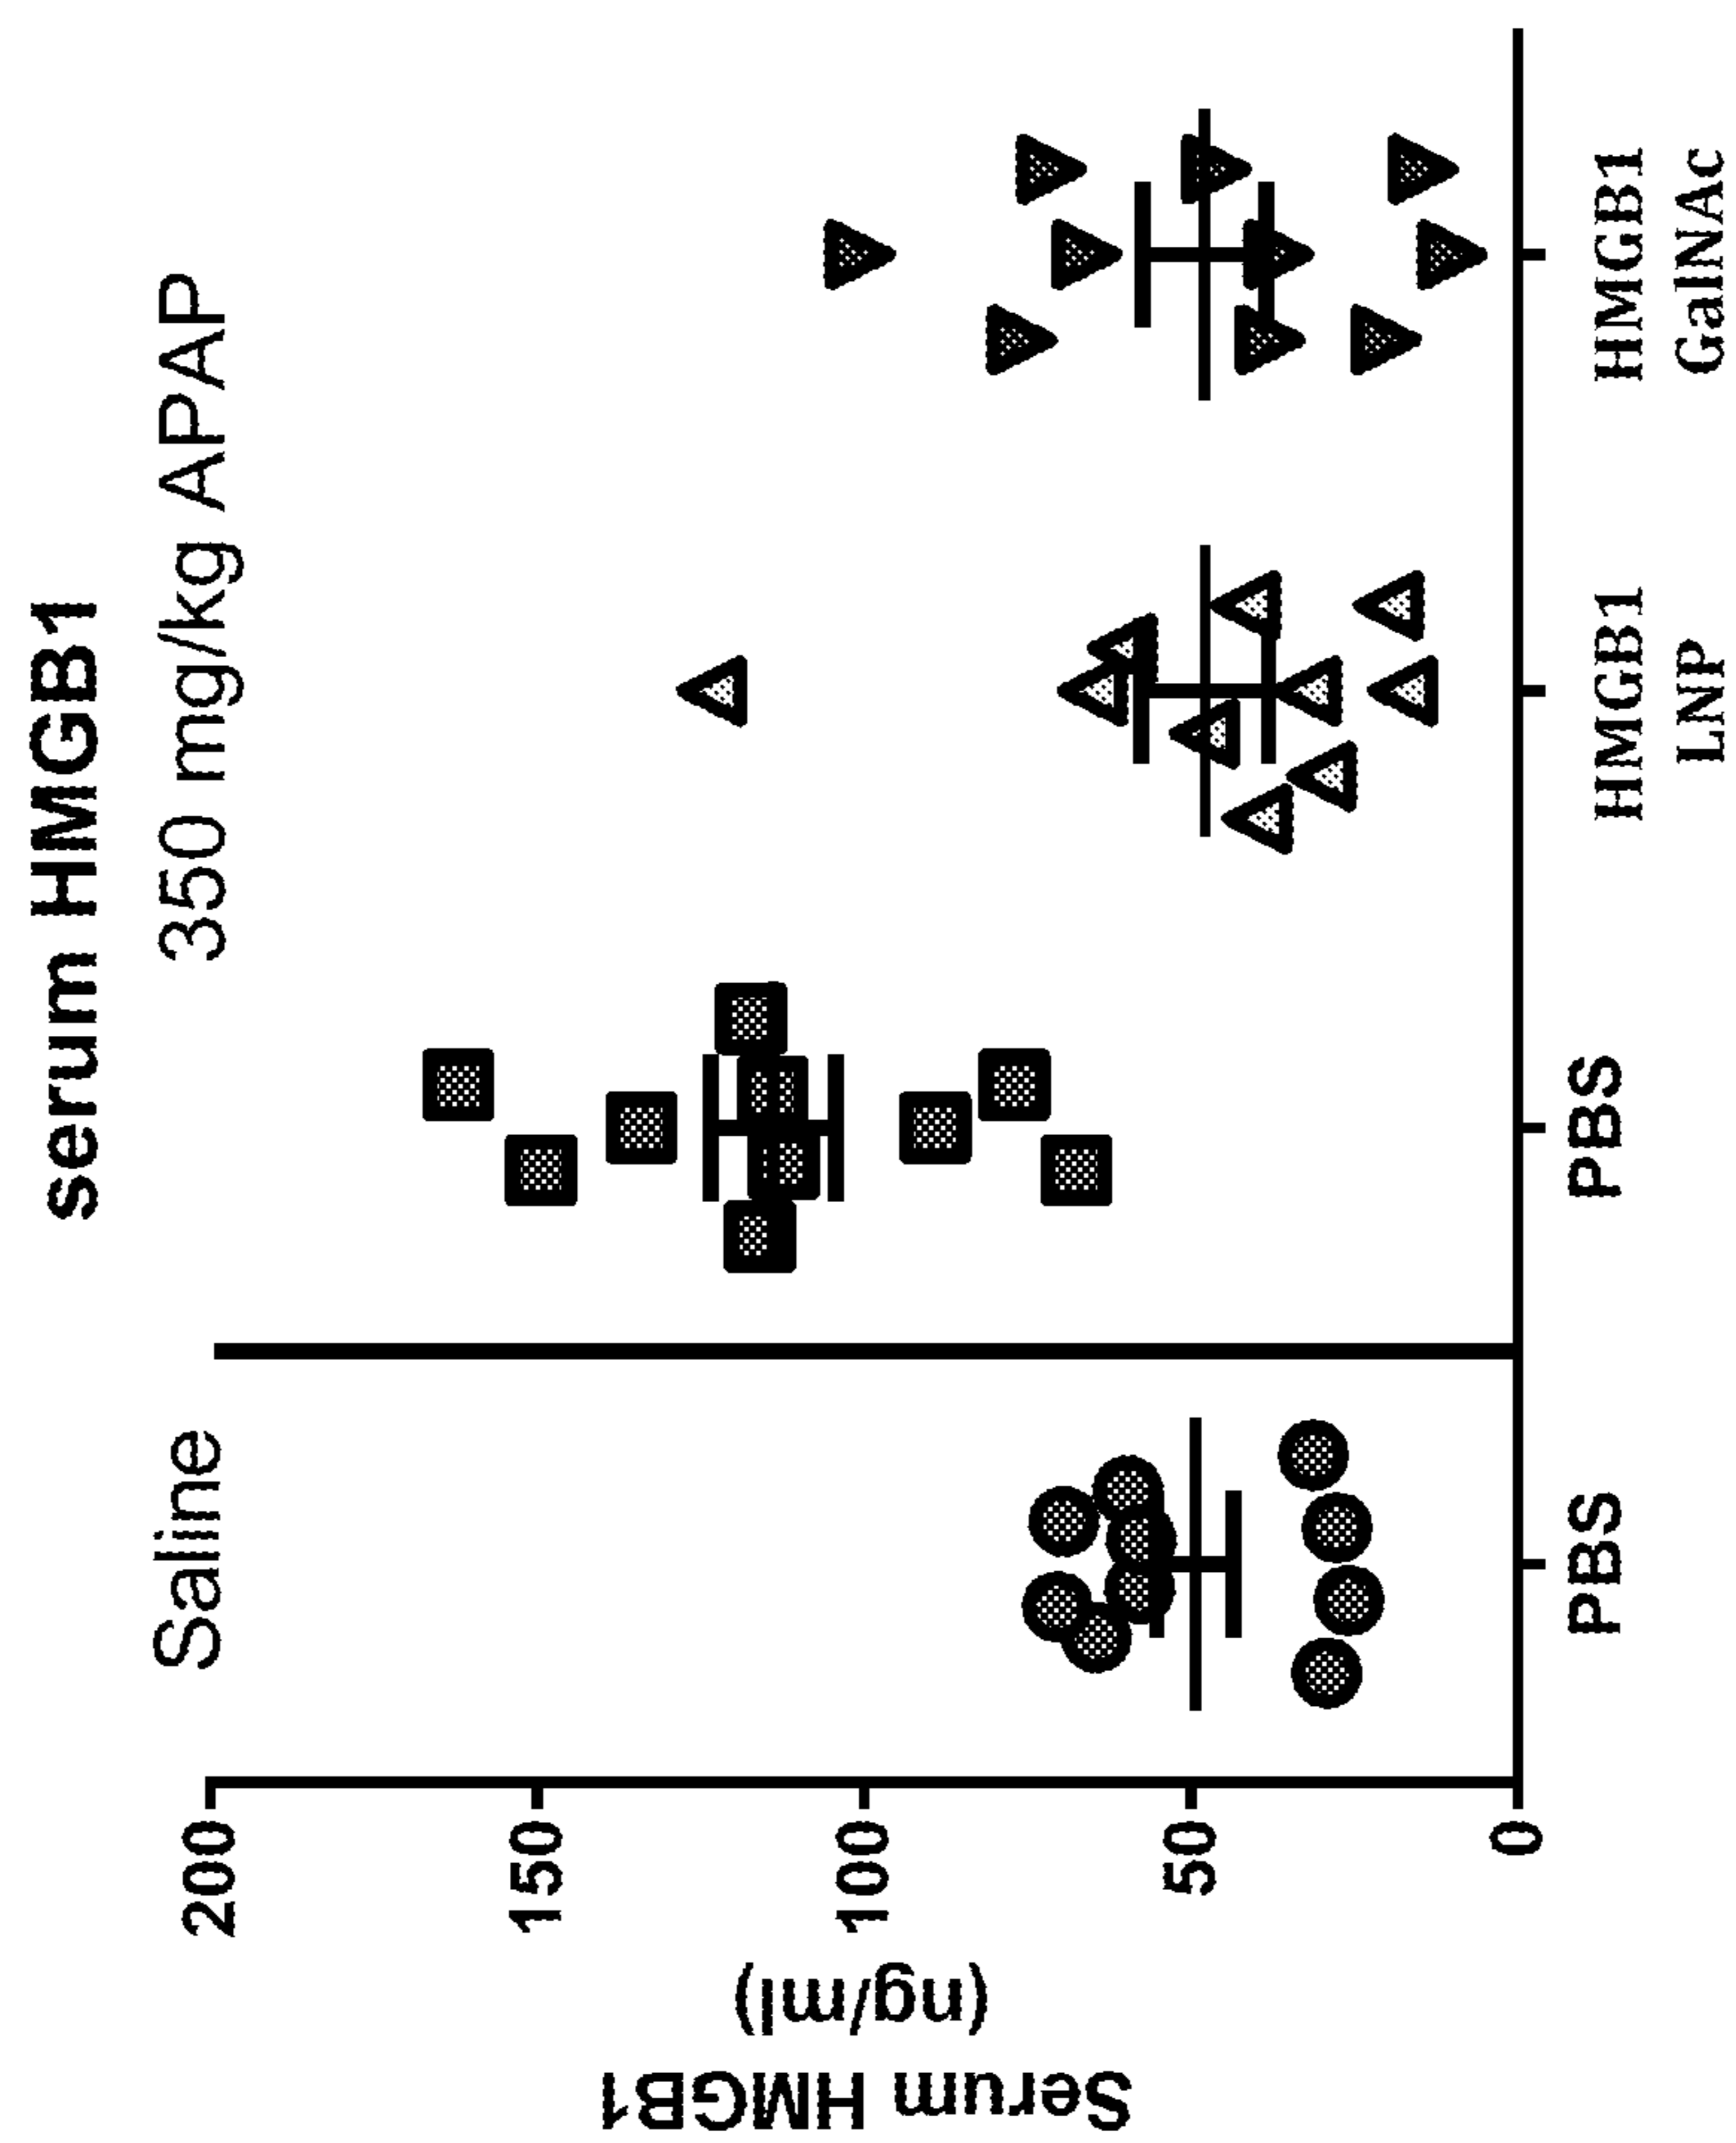 serum HMGB1
Saline
350 mg/kg APAP
Serum HMGB1
(ng/ml)
200
150
100
50
0
PBS
PBS
HMGB1
LNP
HMGB1
GalNAc